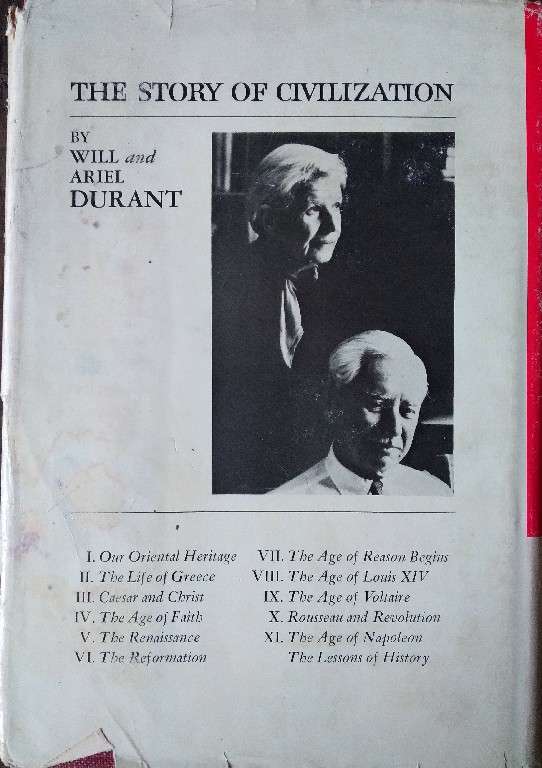 THE STORY OF CIVILIZATION
BY
WILL and
ARIEL
DURANT
I. Our Oriental Heritage
II. The Life of Greece
III. Caesar and Christ
IV. The Age of Faith
V. The Renaissance
VI. The Reformation
VII. The Age of Reason Begins
VIII. The Age of Louis XIV
IX. The Age of Voltaire
X. Rousseau and Revolution
XI. The Age of Napoleon
The Lessons of History